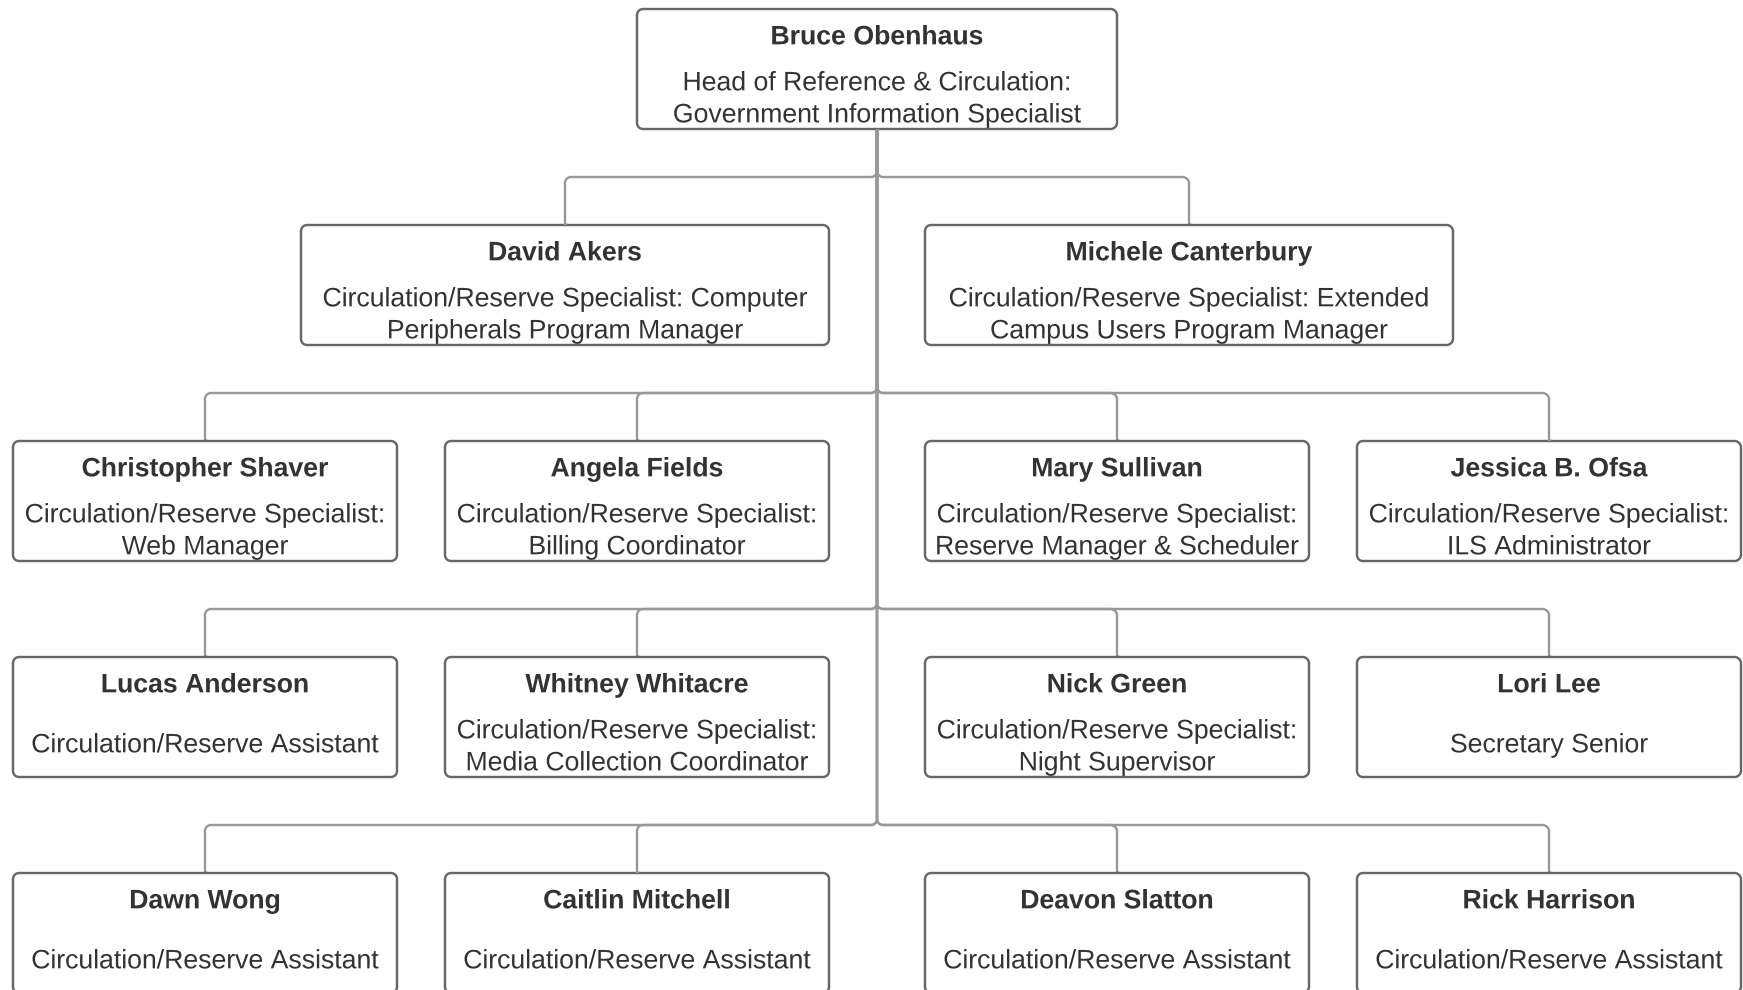 Bruce Obenhaus
Head of Reference & Circulation:
Government Information Specialist
David Akers
Circulation/Reserve Specialist: Computer
Peripherals Program Manager
Michele Canterbury
Circulation/Reserve Specialist: Extended
Campus Users Program Manager
Christopher Shaver
Circulation/Reserve Specialist:
Web Manager
Angela Fields
Circulation/Reserve Specialist:
Billing Coordinator
Mary Sullivan
Circulation/Reserve Specialist:
Reserve Manager & Scheduler
Jessica B. Ofsa
Circulation/Reserve Specialist:
ILS Administrator
Lucas Anderson
Circulation/Reserve Assistant
Whitney Whitacre
Circulation/Reserve Specialist:
Media Collection Coordinator
Nick Green
Circulation/Reserve Specialist:
Night Supervisor
Lori Lee
Secretary Senior
Dawn Wong
Circulation/Reserve Assistant
Caitlin Mitchell
Circulation/Reserve Assistant
Deavon Slatton
Circulation/Reserve Assistant
Rick Harrison
Circulation/Reserve Assistant